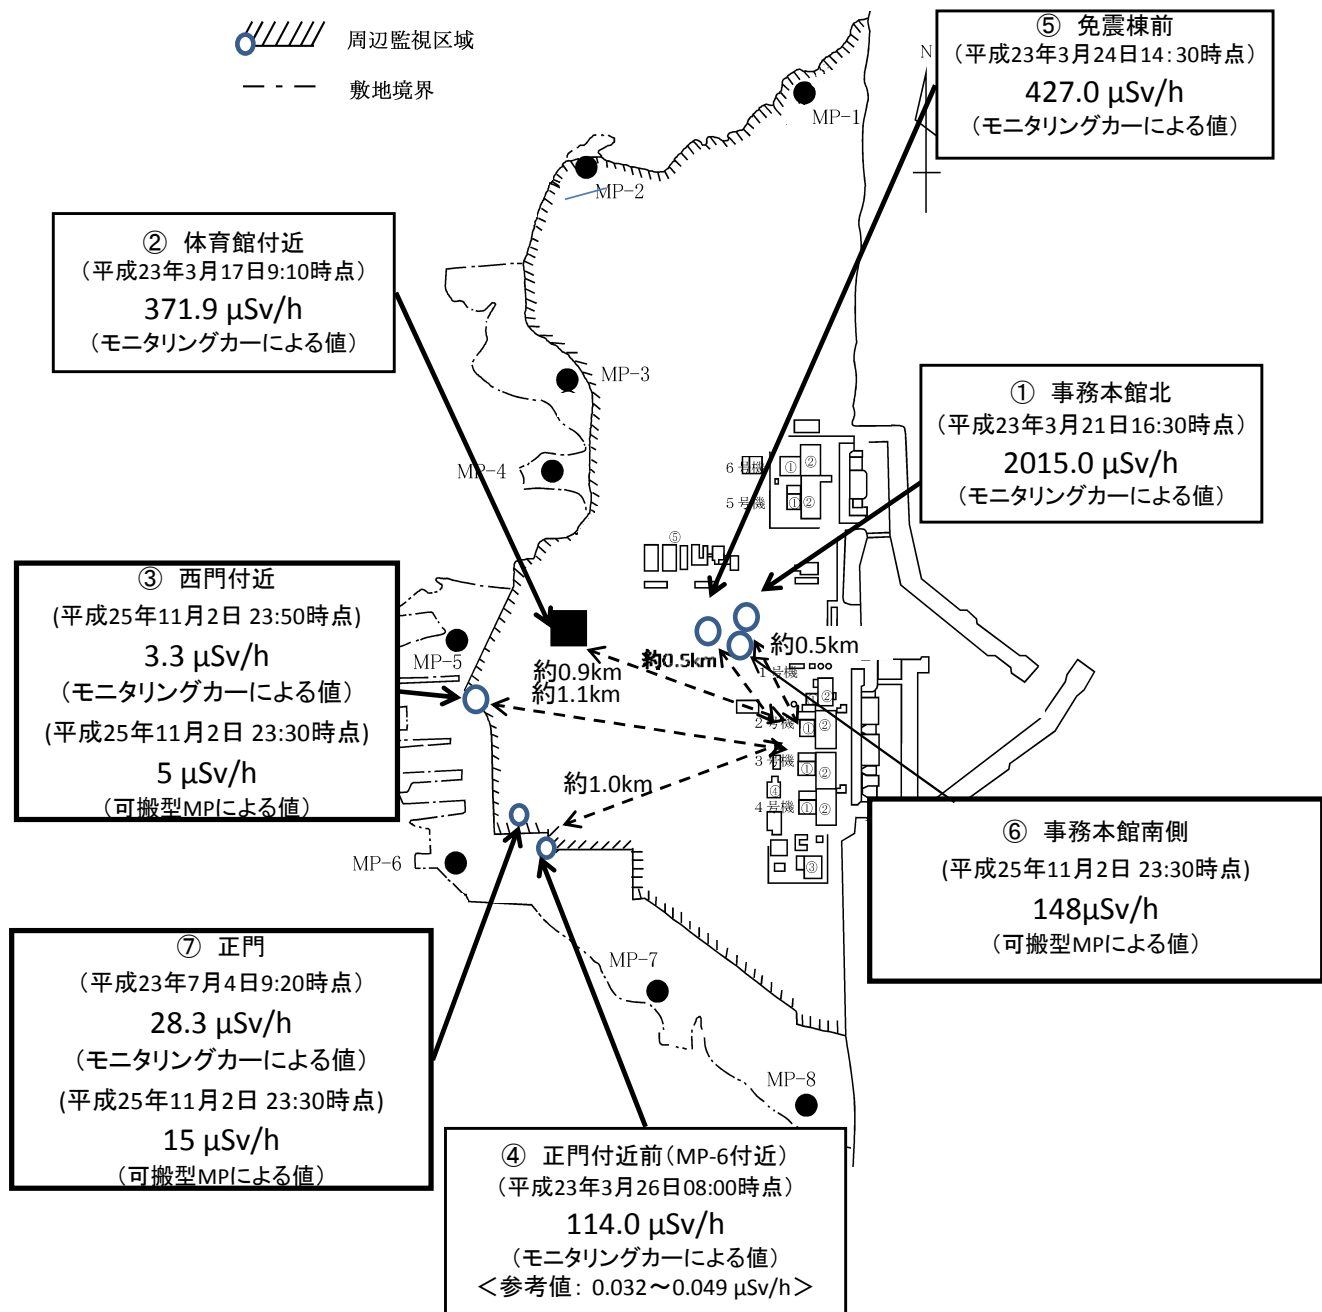 周辺監視区域
敷地境界
⑤ 免震棟前
(平成23年3月24日14:30時点)
427.0 μSv/h
(モニタリングカーによる値)
N
MP-1
MP-2
② 体育館付近
(平成23年3月17日9:10時点)
371.9 μSv/h
(モニタリングカーによる値)
MP-3
① 事務本館北
(平成23年3月21日16:30時点)
2015.0 μSv/h
(モニタリングカーによる値)
MP-4
6号機
① ②
5号機
① ②
⑤
③ 西門付近
(平成25年11月2日 23:50時点)
3.3 μSv/h
(モニタリングカーによる値)
(平成25年11月2日 23:30時点)
5 μSv/h
(可搬型MPによる値)
MP-5
約0.9km
約1.1km
約0.5km
約0.5km
1号機
②
2号機
① ②
3号機
① ②
④
4号機
① ②
③
約1.0km
MP-6
⑥ 事務本館南側
(平成25年11月2日 23:30時点)
148μSv/h
(可搬型MPによる値)
⑦ 正門
(平成23年7月4日9:20時点)
28.3 μSv/h
(モニタリングカーによる値)
(平成25年11月2日 23:30時点)
15 μSv/h
(可搬型MPによる値)
MP-7
MP-8
④ 正門付近前(MP-6付近)
(平成23年3月26日08:00時点)
114.0 μSv/h
(モニタリングカーによる値)
<参考値: 0.032～0.049 μSv/h>